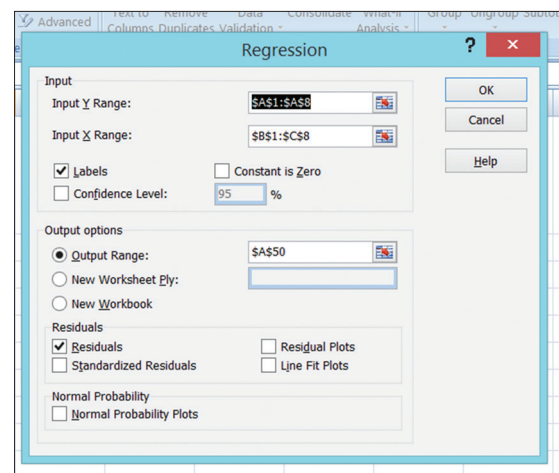 Text to Remove Data Consolidate What-If Group Ungroup
Advanced
Columns Duplicates Validation Analysis
Regression
?
Input
Input Y Range: $A$1:$A$8
OK
Input X Range: $B$1:$C$8
Cancel
Labels Constant is Zero
Help
Confidence Level: 95 %
Output options
Output Range: $A$50
New Worksheet Ply:
New Workbook
Residuals
Residuals Residual Plots
Standardized Residuals Line Fit Plots
Normal Probability
Normal Probability Plots